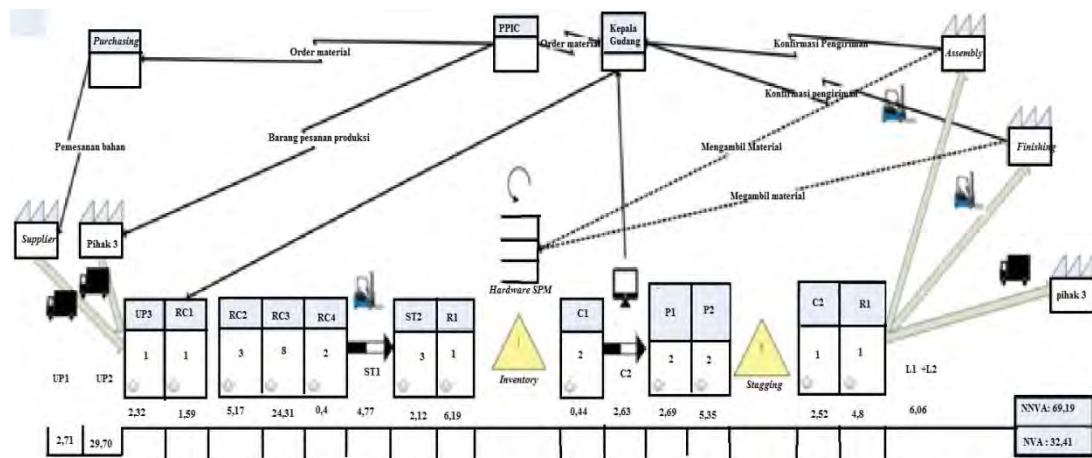 Purchasing
PPIC
Kepala
Gudang
Order material
Order material
Konfirmasi Pengiriman
Assembly
Konfirmasi pengiriman
Barang pesanan produksi
Pemesanan bahan
Mengambil Material
Finishing
Megambil material
Supplier
Pihak 3
Hardware SPM
pihak 3
UP3
RC1
RC2
RC3
RC4
ST2
R1
C1
P1
P2
C2
R1
1
1
3
8
2
3
1
2
2
2
1
1
UP1
UP2
ST1
Inventory
C2
Stagging
L1 +L2
2,32
1,59
5,17
24,31
0,4
4,77
2,12
6,19
0,44
2,63
2,69
5,35
2,52
4,8
6,06
2,71
29,70
NNVA: 69,19
NVA : 32,41